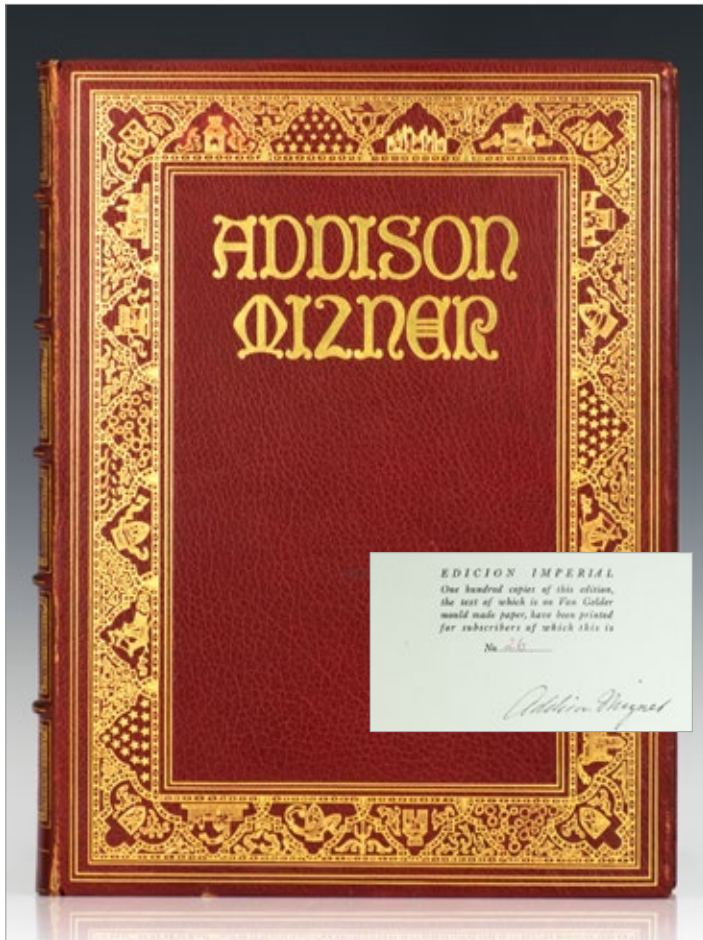 ADDISON
MIZNER
EDICION IMPERIAL
One hundred copies of this edition,
the text of which is on Van Gelder
mould made paper, have been printed
for subscribers of which this is
No. 26
Addison Mizner